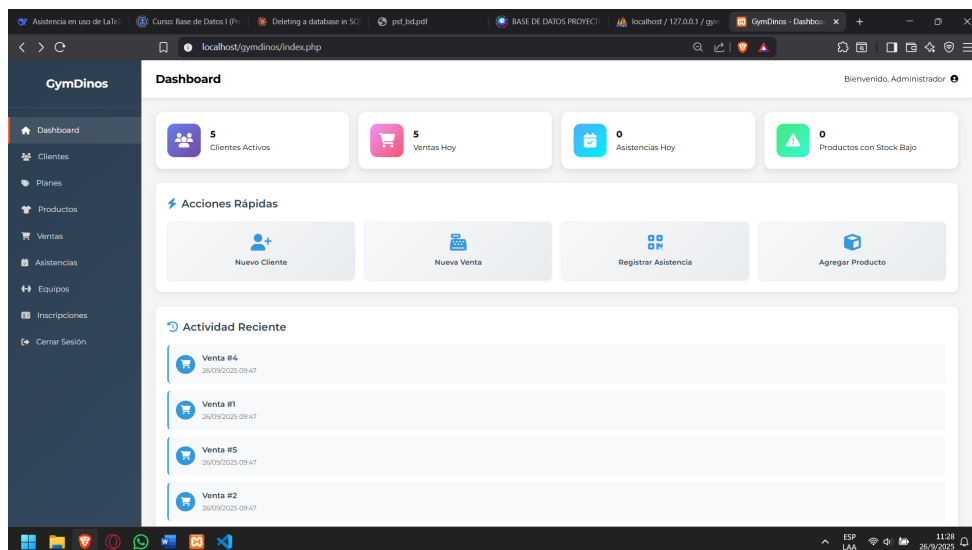 Asistencia en uso de LaTeX
Curso: Base de Datos I (Pr
Deleting a database in SQ
psf_bd.pdf
BASE DE DATOS PROYECT
localhost / 127.0.0.1 / gym
GymDinos - Dashboar
localhost/gymdinos/index.php
GymDinos
Dashboard
Bienvenido, Administrador
Dashboard
Clientes
Planes
Productos
Ventas
Asistencias
Equipos
Inscripciones
Cerrar Sesión
5
Clientes Activos
5
Ventas Hoy
0
Asistencias Hoy
0
Productos con Stock Bajo
Acciones Rápidas
Nuevo Cliente
Nueva Venta
Registrar Asistencia
Agregar Producto
Actividad Reciente
Venta #4
26/09/2025 09:47
Venta #1
26/09/2025 09:47
Venta #5
26/09/2025 09:47
Venta #2
26/09/2025 09:47
ESP
LAA
11:28
26/9/2025